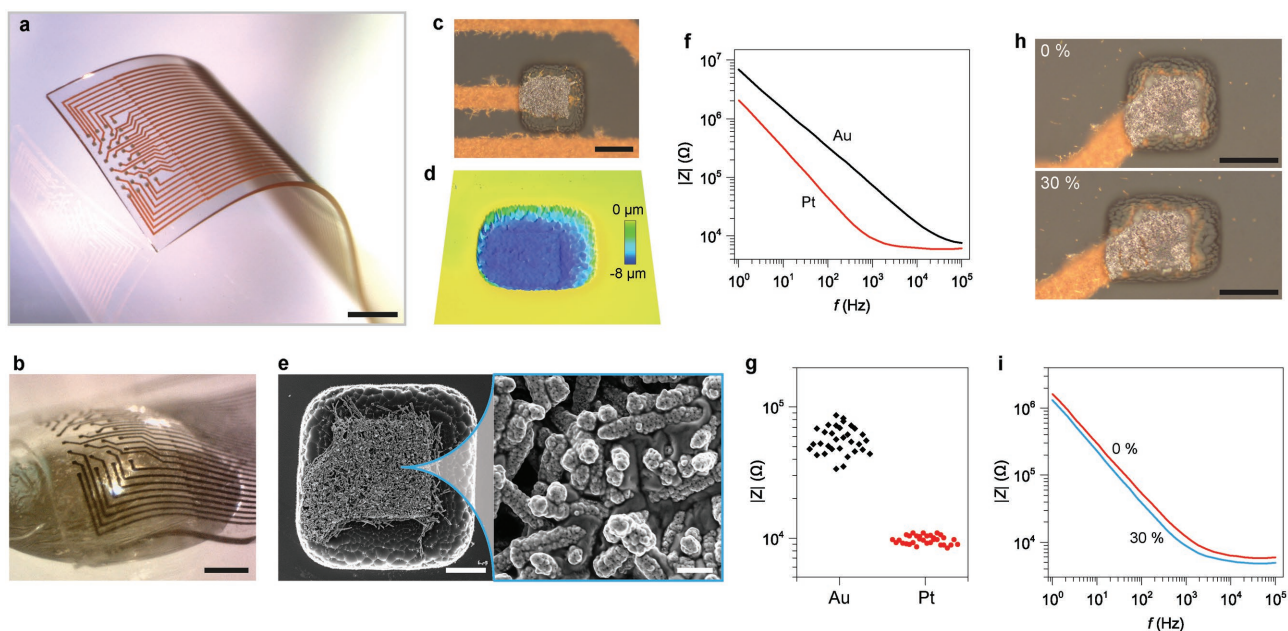 a
b
c
d
0 µm
-8 µm
e
f
|Z| (Ω)
10⁷
10⁶
10⁵
10⁴
Au
Pt
10⁰ 10¹ 10² 10³ 10⁴ 10⁵
f (Hz)
g
|Z| (Ω)
10⁵
10⁴
Au Pt
h
0 %
30 %
i
|Z| (Ω)
10⁶
10⁵
10⁴
0 %
30 %
10⁰ 10¹ 10² 10³ 10⁴ 10⁵
f (Hz)